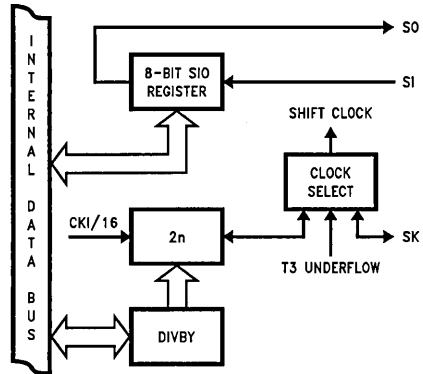 INTERNAL DATA BUS
SO
8-BIT SIO
REGISTER
SI
SHIFT CLOCK
CLOCK
SELECT
CKI/16
2n
SK
T3 UNDERFLOW
DIVBY